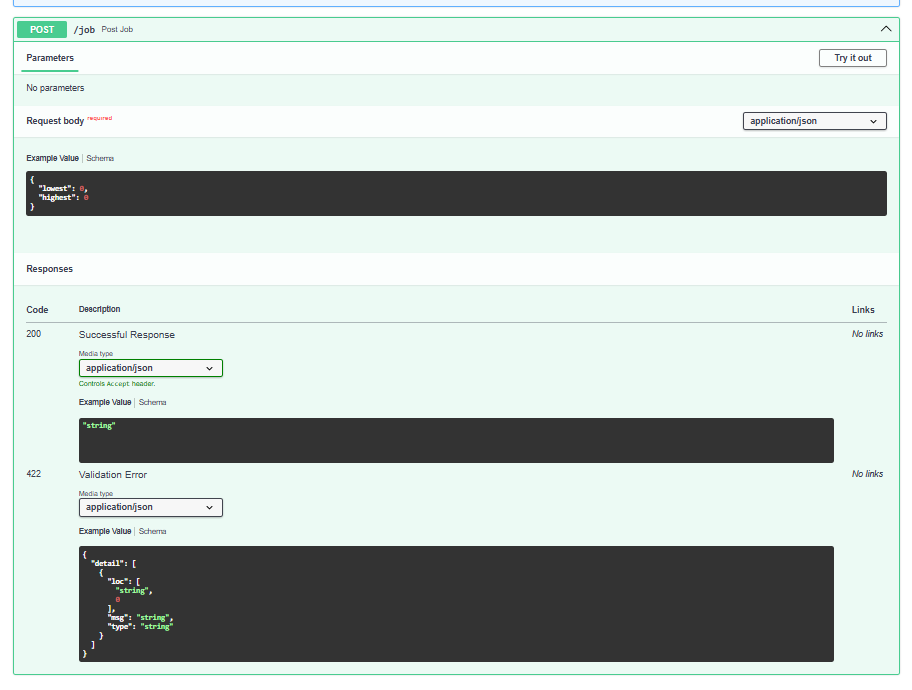 POST /job Post Job
Parameters Try it out
No parameters
Request body required application/json
Example Value | Schema
{
"lowest": 0,
"highest": 0
}
Responses
Code Description Links
200 Successful Response No links
Media type
application/json
Controls Accept header.
Example Value | Schema
"string"
422 Validation Error No links
Media type
application/json
Example Value | Schema
{
"detail": [
{
"loc": [
"string",
0
],
"msg": "string",
"type": "string"
}
]
}